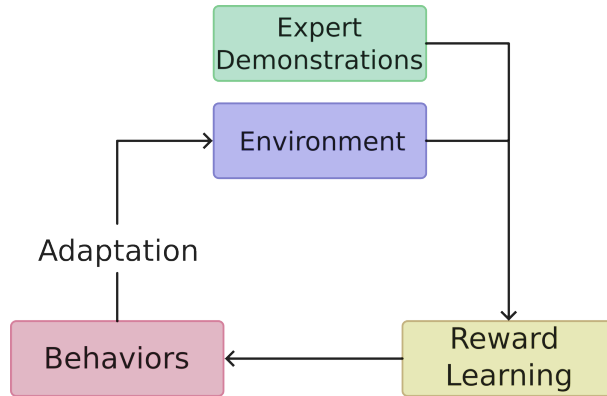 Expert
Demonstrations
Environment
Adaptation
Behaviors
Reward
Learning